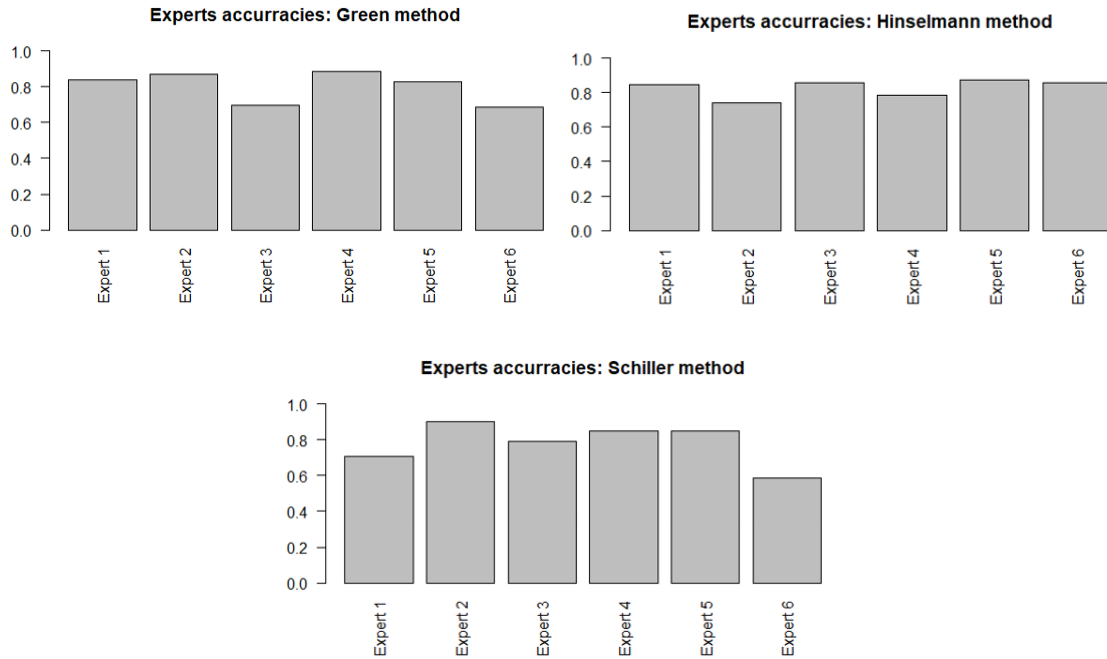 Experts accurracies: Green method
1.0
0.8
0.6
0.4
0.2
0.0
Expert 1
Expert 2
Expert 3
Expert 4
Expert 5
Expert 6
Experts accurracies: Hinselmann method
1.0
0.8
0.6
0.4
0.2
0.0
Expert 1
Expert 2
Expert 3
Expert 4
Expert 5
Expert 6
Experts accurracies: Schiller method
1.0
0.8
0.6
0.4
0.2
0.0
Expert 1
Expert 2
Expert 3
Expert 4
Expert 5
Expert 6